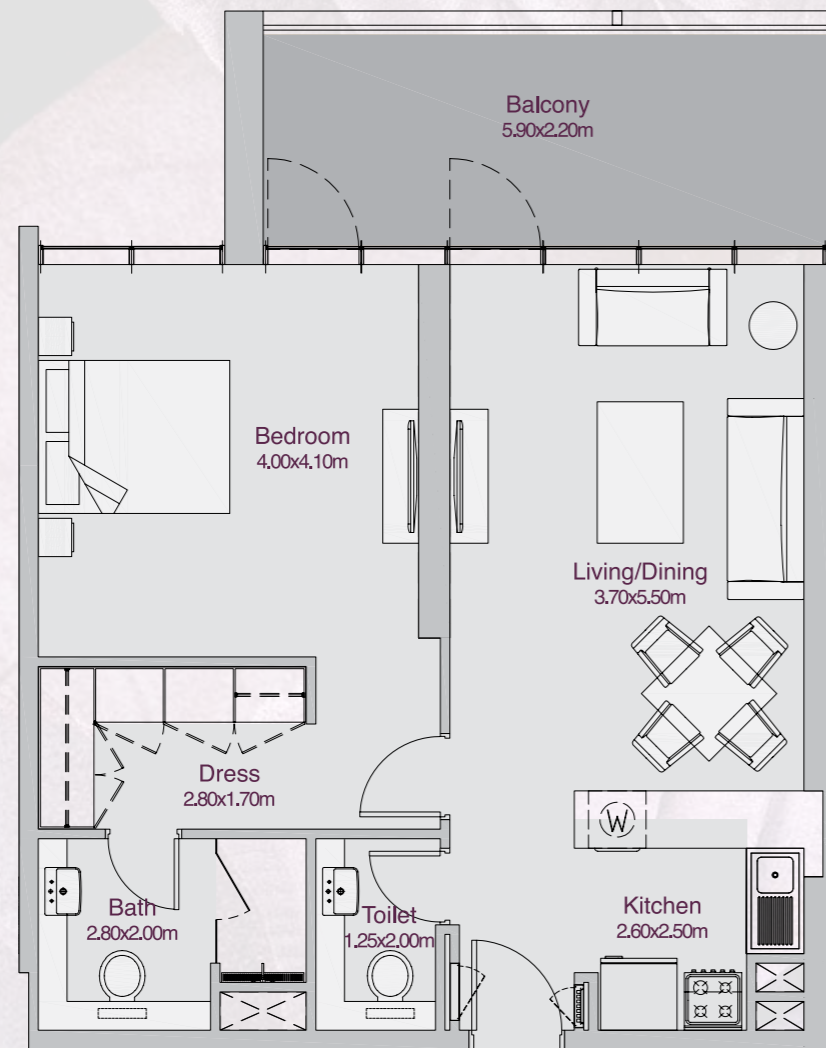 Balcony
5.90x2.20m
Bedroom
4.00x4.10m
Living/Dining
3.70x5.50m
Dress
2.80x1.70m
W
Bath
2.80x2.00m
Toilet
1.25x2.00m
Kitchen
2.60x2.50m